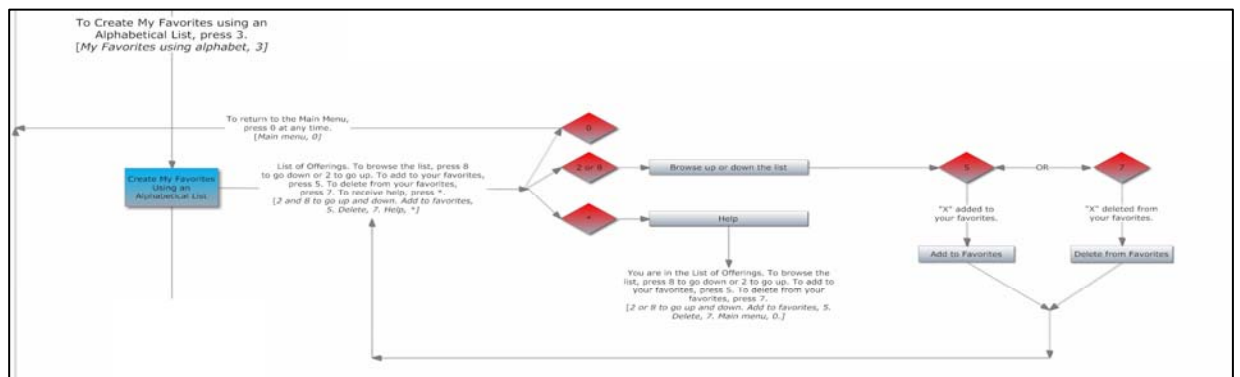 To Create My Favorites using an
Alphabetical List, press 3.
[My Favorites using alphabet, 3]
To return to the Main Menu,
press 0 at any time.
[Main menu, 0]
0
Create My Favorites
Using an
Alphabetical List
List of Offerings. To browse the list, press 8
to go down or 2 to go up. To add to your favorites,
press 5. To delete from your favorites,
press 7. To receive help, press *.
[2 and 8 to go up and down. Add to favorites,
5. Delete, 7. Help, *]
2 or 8
Browse up or down the list
5
OR
7
*
Help
"X" added to
your favorites.
"X" deleted from
your favorites.
Add to Favorites
Delete from Favorites
You are in the List of Offerings. To browse the
list, press 8 to go down or 2 to go up. To add to
your favorites, press 5. To delete from your
favorites, press 7.
[2 or 8 to go up and down. Add to favorites, 5.
Delete, 7. Main menu, 0.]